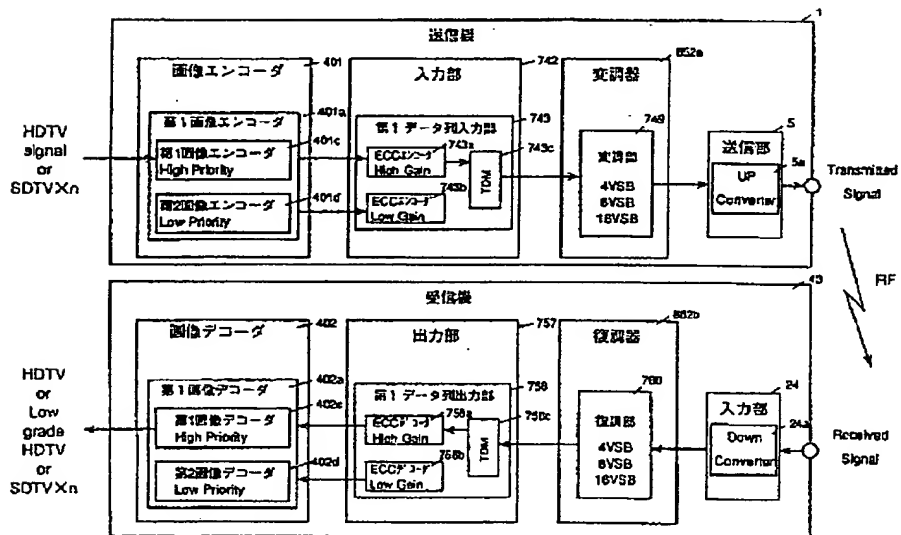 1
送信機
画像エンコーダ
401
入力部
742
変調器
852a
401a
第1画像エンコーダ
401c
第1画像エンコーダ
High Priority
第2画像エンコーダ
Low Priority
401d
HDTV
signal
or
SDTV×n
743
第1データ列入力部
743a
ECCエンコーダ
High Gain
743b
ECCエンコーダ
Low Gain
743c
TDM
749
変調部
4VSB
8VSB
16VSB
5
送信部
5a
UP
Converter
Transmitted
Signal
RF
43
受信機
画像デコーダ
402
出力部
757
復調器
852b
402a
第1画像デコーダ
402c
第1画像デコーダ
High Priority
402d
第2画像デコーダ
Low Priority
HDTV
or
Low
grade
HDTV
or
SDTV×n
758
第1データ列出力部
758a
ECCデコーダ
High Gain
758b
ECCデコーダ
Low Gain
758c
TDM
760
復調部
4VSB
8VSB
16VSB
24
入力部
24a
Down
Converter
Received
Signal